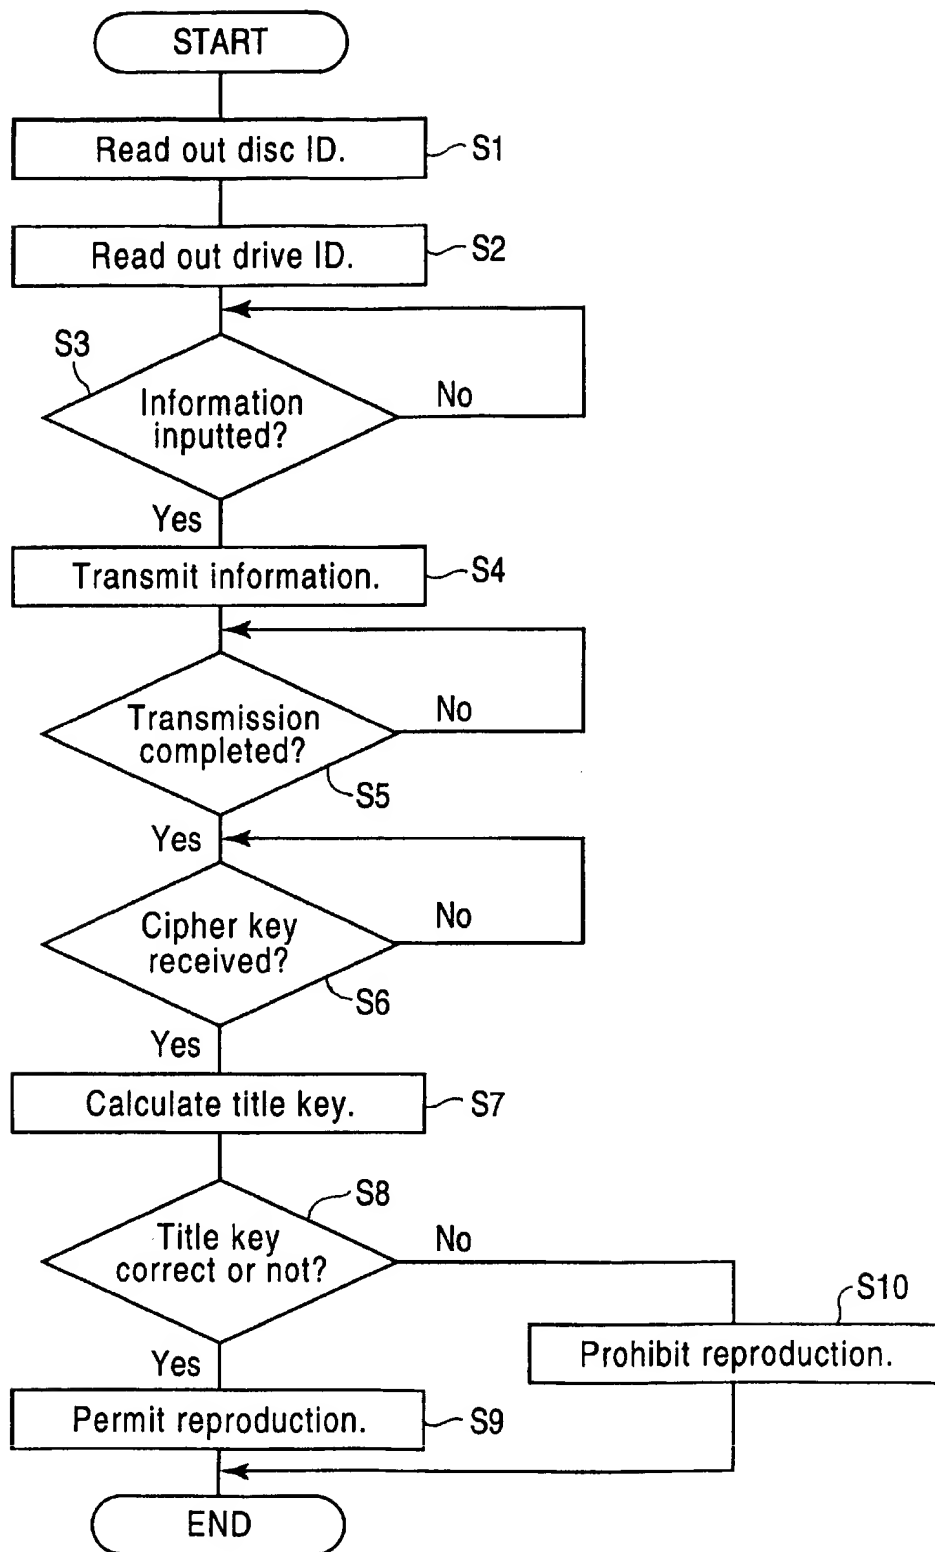 START
Read out disc ID.
S1
Read out drive ID.
S2
S3
Information
inputted?
No
Yes
Transmit information.
S4
Transmission
completed?
No
S5
Yes
Cipher key
received?
No
S6
Yes
Calculate title key.
S7
S8
Title key
correct or not?
No
S10
Prohibit reproduction.
Yes
Permit reproduction.
S9
END